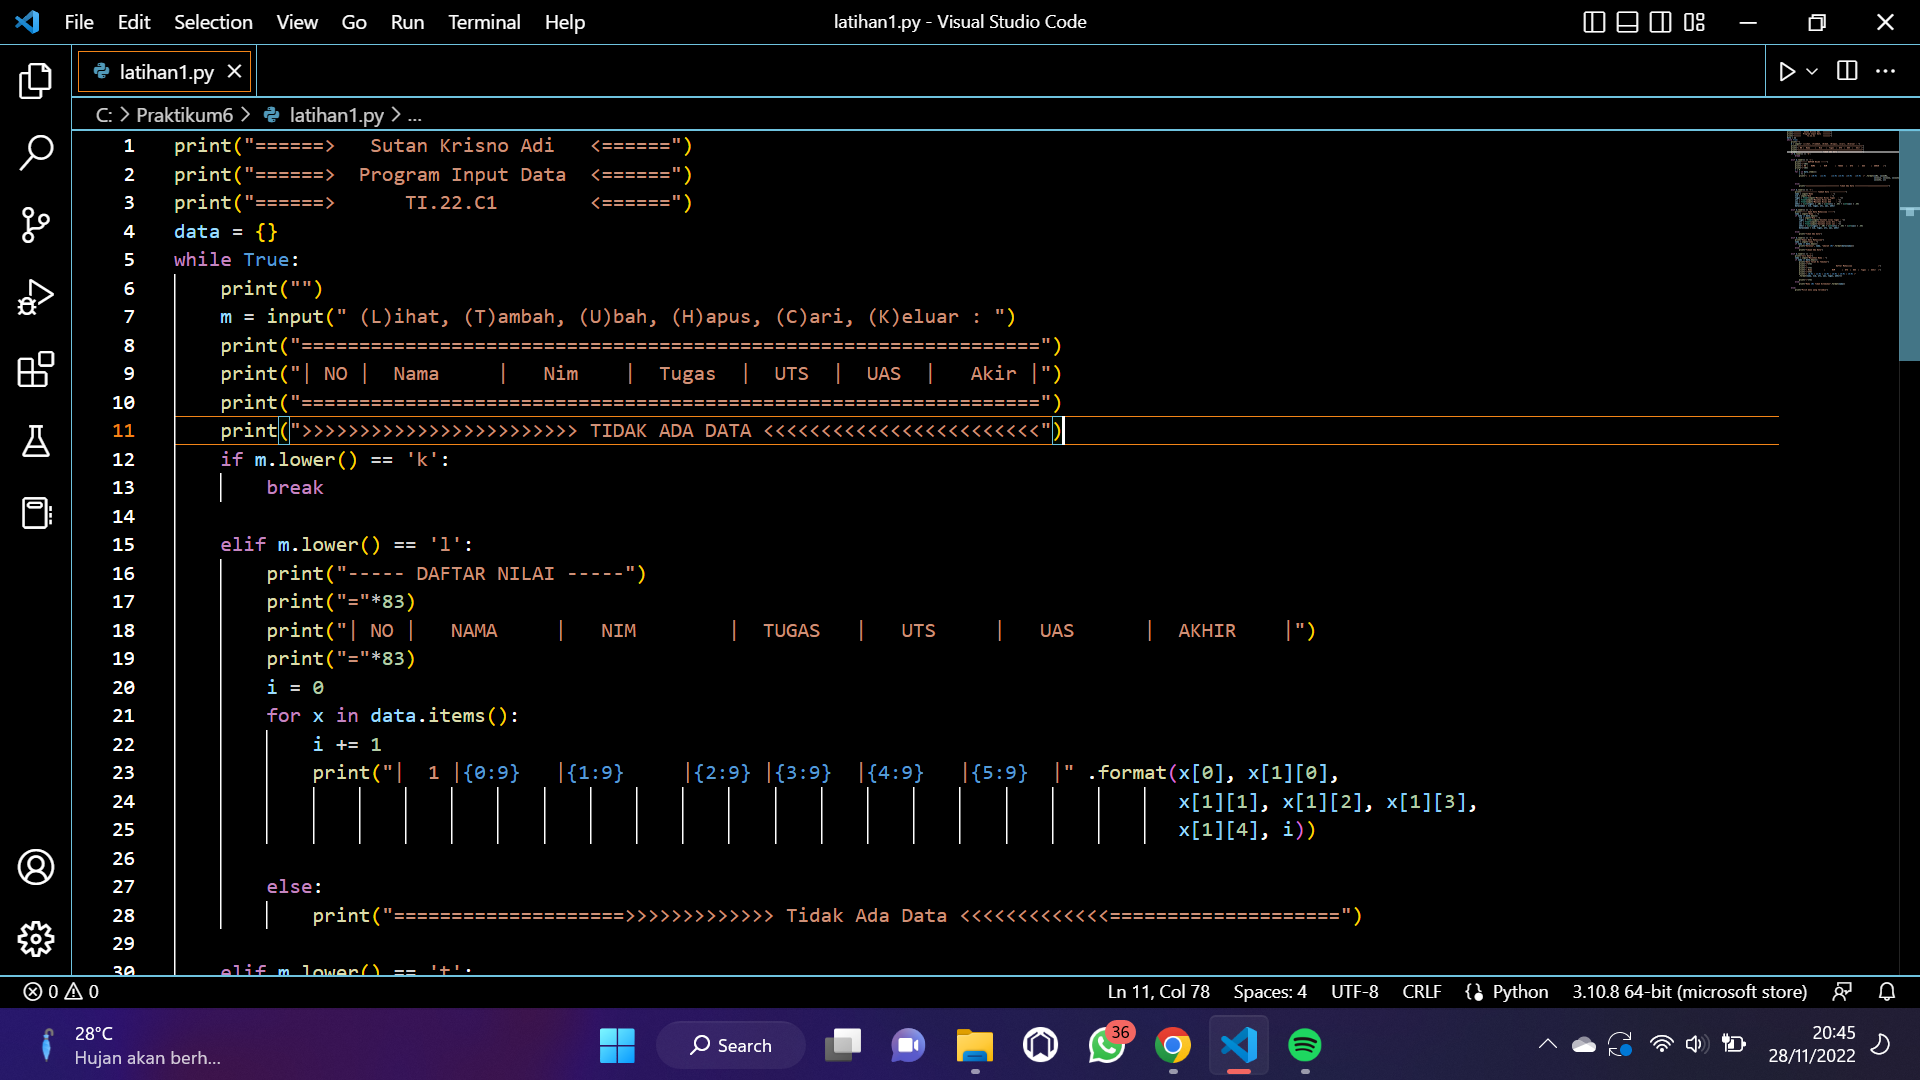 File Edit Selection View Go Run Terminal Help latihan1.py - Visual Studio Code
latihan1.py
C: > Praktikum6 > latihan1.py > ...
1 print("======>   Sutan Krisno Adi   <======")
2 print("======>  Program Input Data  <======")
3 print("======>      TI.22.C1        <======")
4 data = {}
5 while True:
6     print("")
7     m = input(" (L)ihat, (T)ambah, (U)bah, (H)apus, (C)ari, (K)eluar : ")
8     print("================================================================")
9     print("| NO |  Nama     |   Nim    |  Tugas  |  UTS  |  UAS  |   Akir |")
10     print("================================================================")
11     print(">>>>>>>>>>>>>>>>>>>>>>>> TIDAK ADA DATA <<<<<<<<<<<<<<<<<<<<<<<<")
12     if m.lower() == 'k':
13         break
14
15     elif m.lower() == 'l':
16         print("----- DAFTAR NILAI -----")
17         print("="*83)
18         print("| NO |   NAMA     |   NIM        |  TUGAS   |   UTS     |   UAS      |  AKHIR    |")
19         print("="*83)
20         i = 0
21         for x in data.items():
22             i += 1
23             print("|  1 |{0:9}   |{1:9}     |{2:9} |{3:9}  |{4:9}   |{5:9}  |" .format(x[0], x[1][0],
24                                                                                        x[1][1], x[1][2], x[1][3],
25                                                                                        x[1][4], i))
26
27         else:
28             print("====================>>>>>>>>>>>>> Tidak Ada Data <<<<<<<<<<<<<====================")
29
30     elif m.lower() == 't':
0 0 Ln 11, Col 78 Spaces: 4 UTF-8 CRLF Python 3.10.8 64-bit (microsoft store)
28°C
Hujan akan berh...
Search
36
20:45
28/11/2022